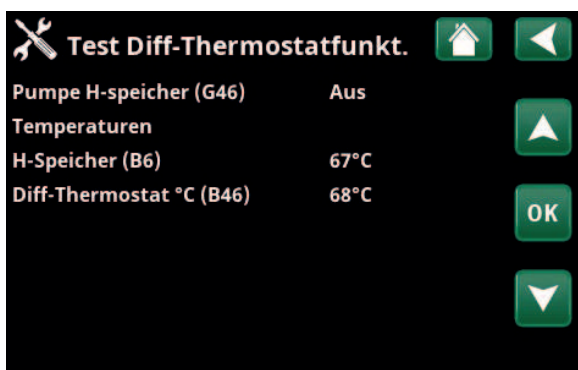 Test Diff-Thermostatfunkt.
Pumpe H-speicher (G46) Aus
Temperaturen
H-Speicher (B6) 67°C
Diff-Thermostat °C (B46) 68°C
OK